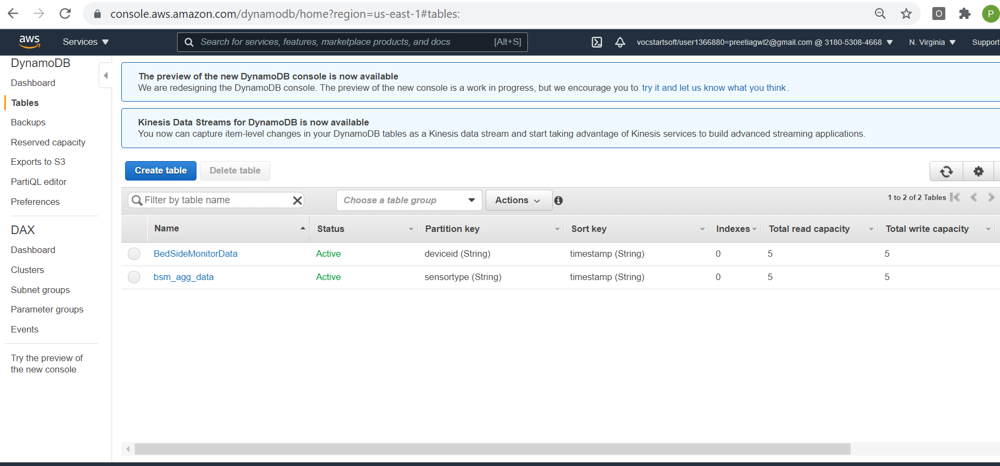 console.aws.amazon.com/dynamodb/home?region=us-east-1#tables:
O
P
aws
Services
Search for services, features, marketplace products, and docs [Alt+S]
vocstartsoft/user1366880=preetiagwl2@gmail.com @ 3180-5308-4668
N. Virginia
Support
DynamoDB
Dashboard
Tables
Backups
Reserved capacity
Exports to S3
PartiQL editor
Preferences
DAX
Dashboard
Clusters
Subnet groups
Parameter groups
Events
Try the preview of
the new console
The preview of the new DynamoDB console is now available
We are redesigning the DynamoDB console. The preview of the new console is a work in progress, but we encourage you to try it and let us know what you think.
Kinesis Data Streams for DynamoDB is now available
You now can capture item-level changes in your DynamoDB tables as a Kinesis data stream and start taking advantage of Kinesis services to build advanced streaming applications.
Create table
Delete table
Filter by table name
Choose a table group
Actions
1 to 2 of 2 Tables
Name Status Partition key Sort key Indexes Total read capacity Total write capacity
BedSideMonitorData Active deviceid (String) timestamp (String) 0 5 5
bsm_agg_data Active sensortype (String) timestamp (String) 0 5 5